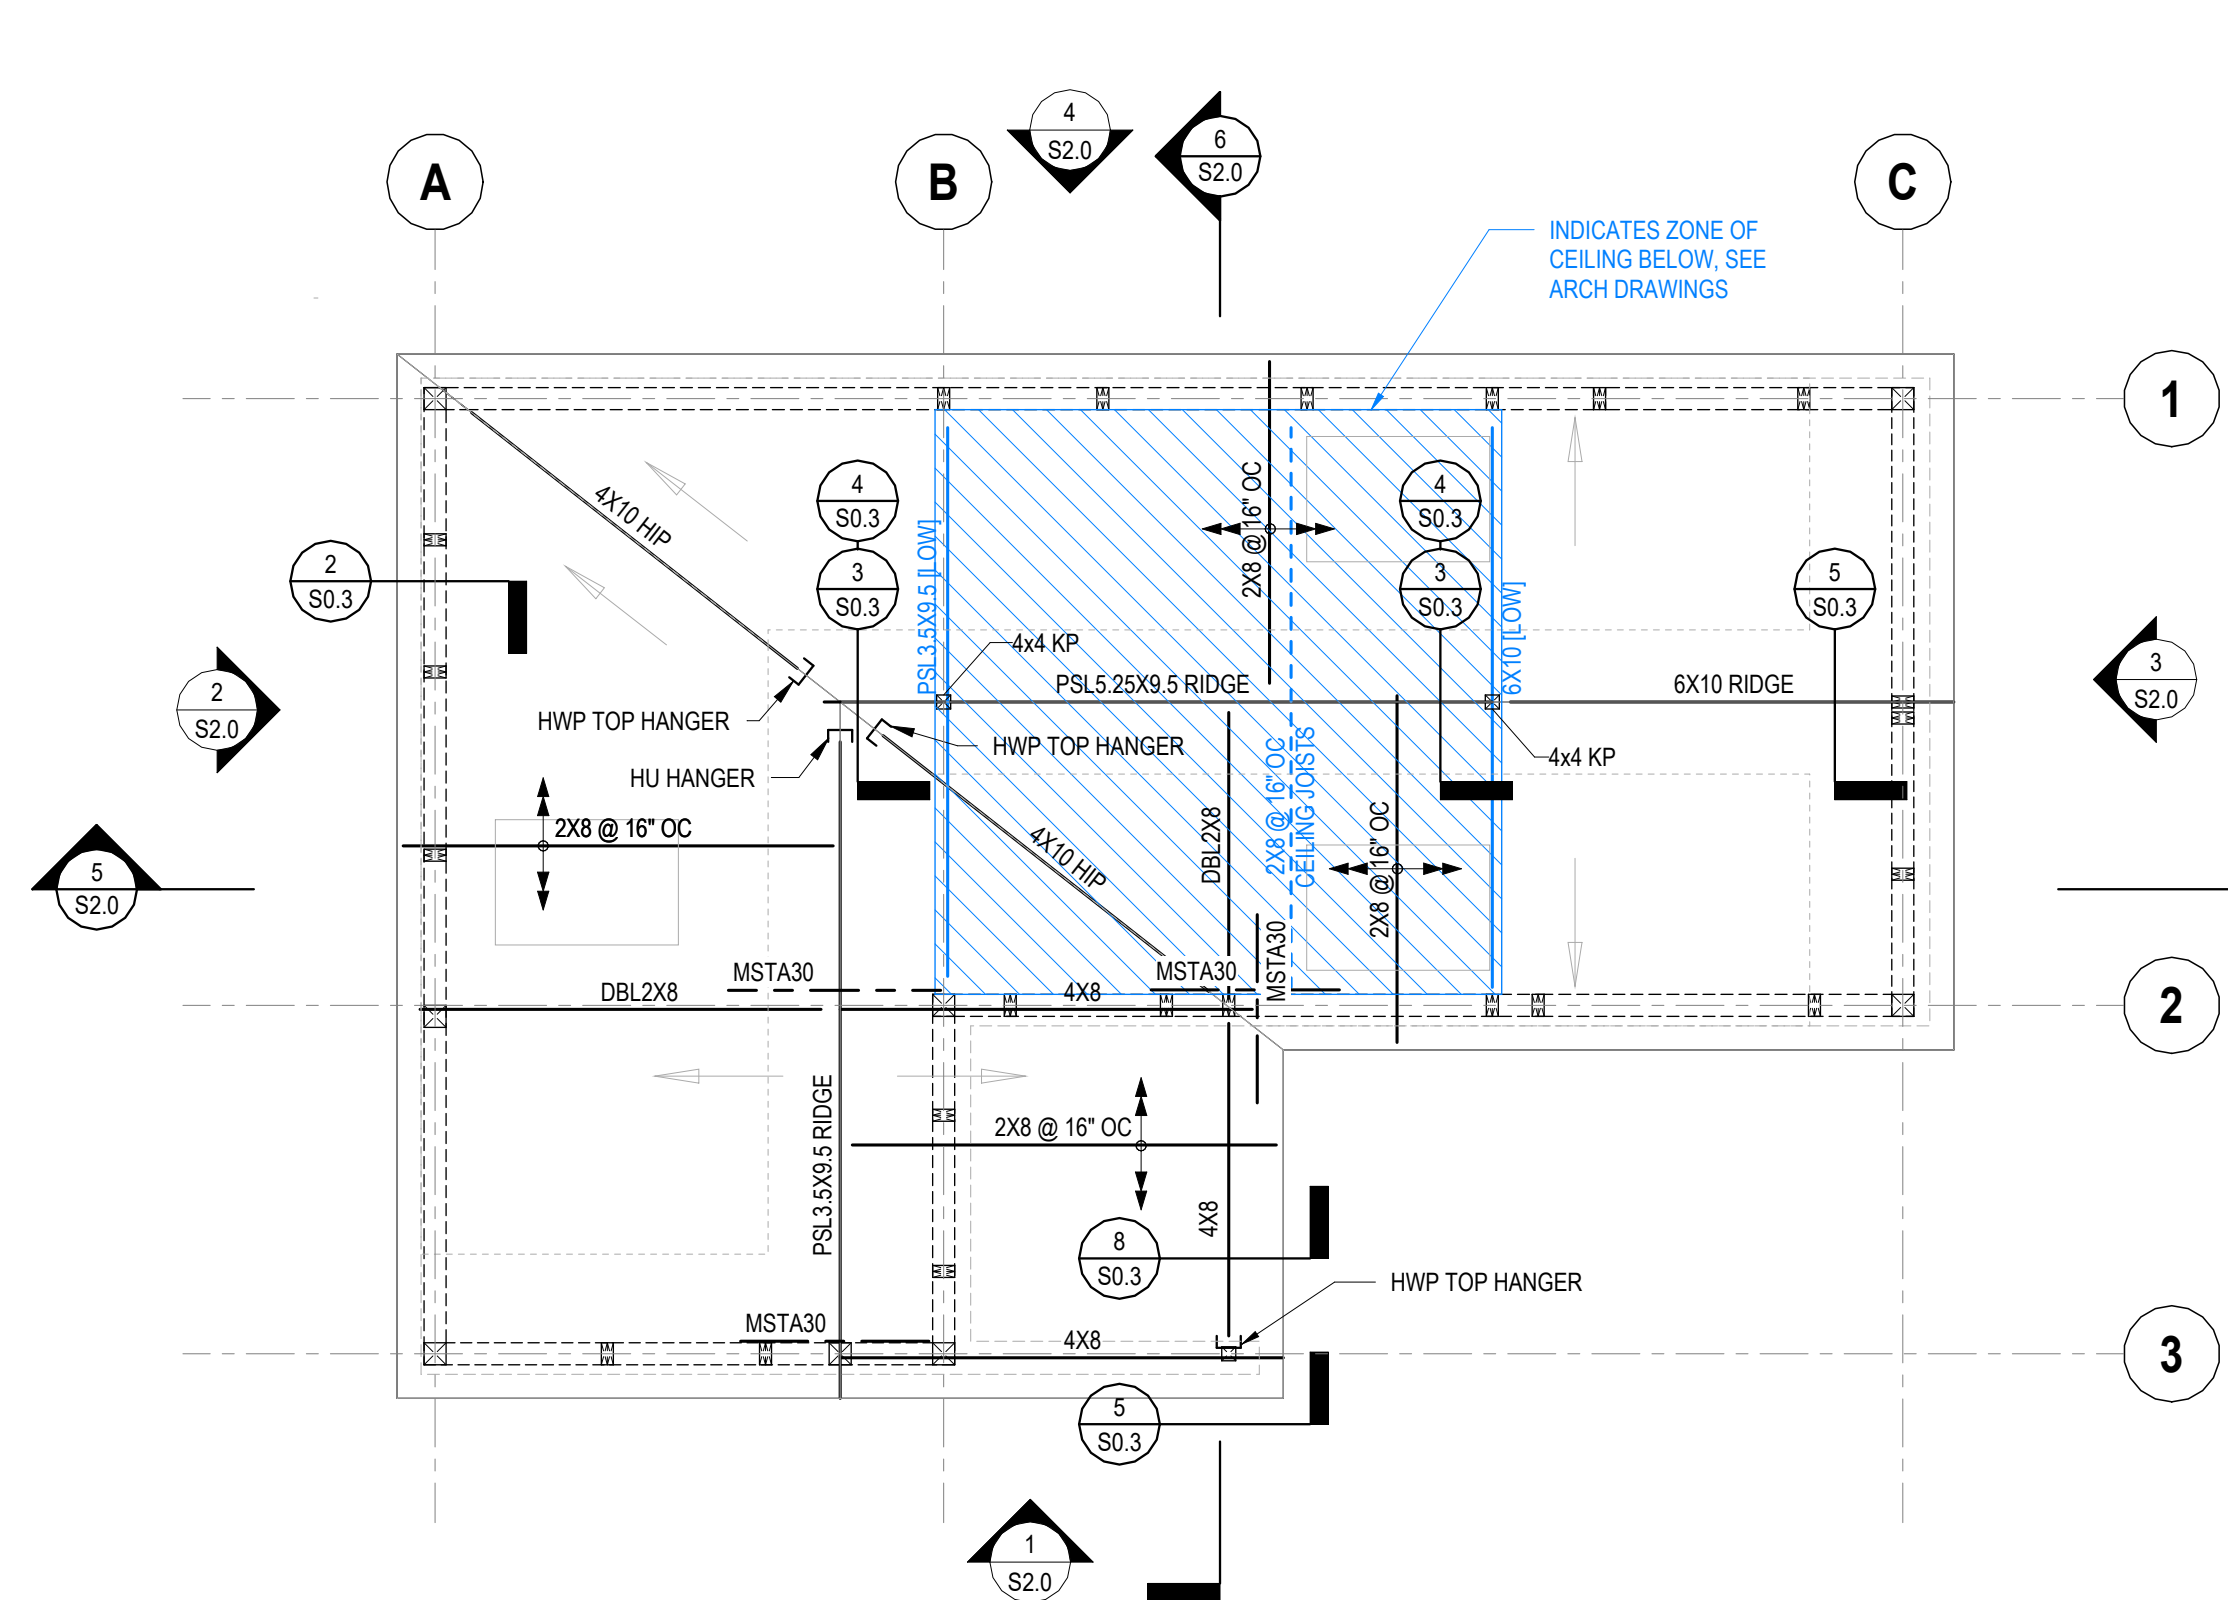 4
S2.0
6
S2.0
A
B
C
INDICATES ZONE OF
CEILING BELOW, SEE
ARCH DRAWINGS
1
4X10 HIP
4
S0.3
2X8 @ 16" OC
4
S0.3
2
S0.3
3
S0.3
PSL3.5X9.5 [LOW]
3
S0.3
6X10 [LOW]
5
S0.3
4x4 KP
2
S2.0
3
S2.0
PSL5.25X9.5 RIDGE
6X10 RIDGE
HWP TOP HANGER
HWP TOP HANGER
4x4 KP
HU HANGER
2X8 @ 16" OC
4X10 HIP
DBL2X8
2X8 @ 16" OC
CEILING JOISTS
2X8 @ 16" OC
5
S2.0
MSTA30
MSTA30
MSTA30
DBL2X8
4X8
2
PSL3.5X9.5 RIDGE
2X8 @ 16" OC
4X8
8
S0.3
HWP TOP HANGER
MSTA30
4X8
3
5
S0.3
1
S2.0